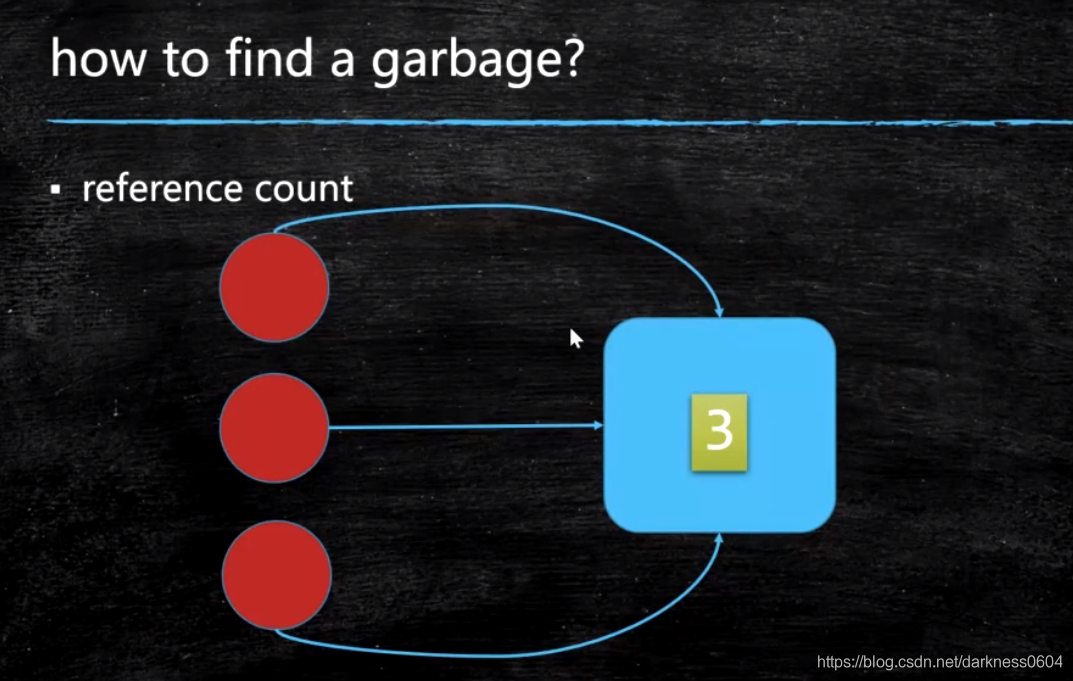 how to find a garbage?
▪ reference count
3
https://blog.csdn.net/darkness0604